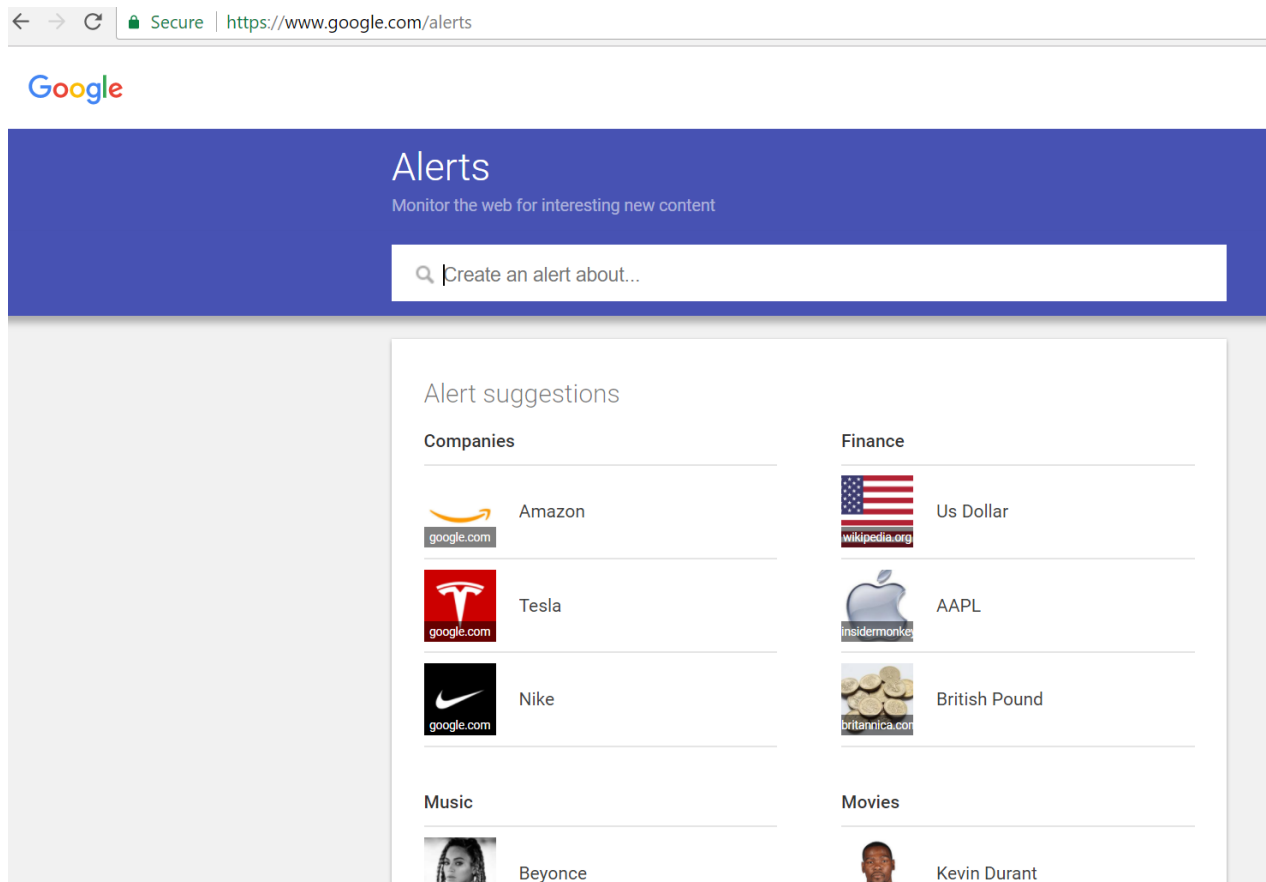 Secure https://www.google.com/alerts
Google
Alerts
Monitor the web for interesting new content
Create an alert about...
Alert suggestions
Companies
google.com
Amazon
google.com
Tesla
google.com
Nike
Finance
wikipedia.org
Us Dollar
insidermonkey
AAPL
britannica.com
British Pound
Music
Beyonce
Movies
Kevin Durant